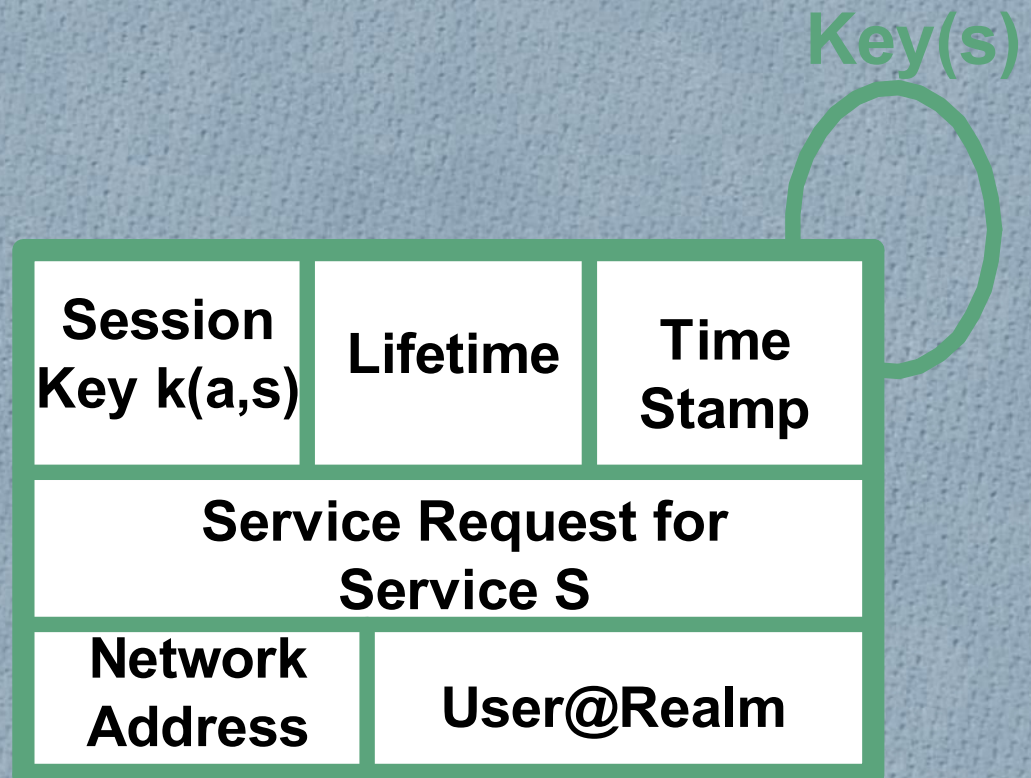 Key(s)
Session
Key k(a,s)
Lifetime
Time
Stamp
Service Request for
Service S
Network
Address
User@Realm